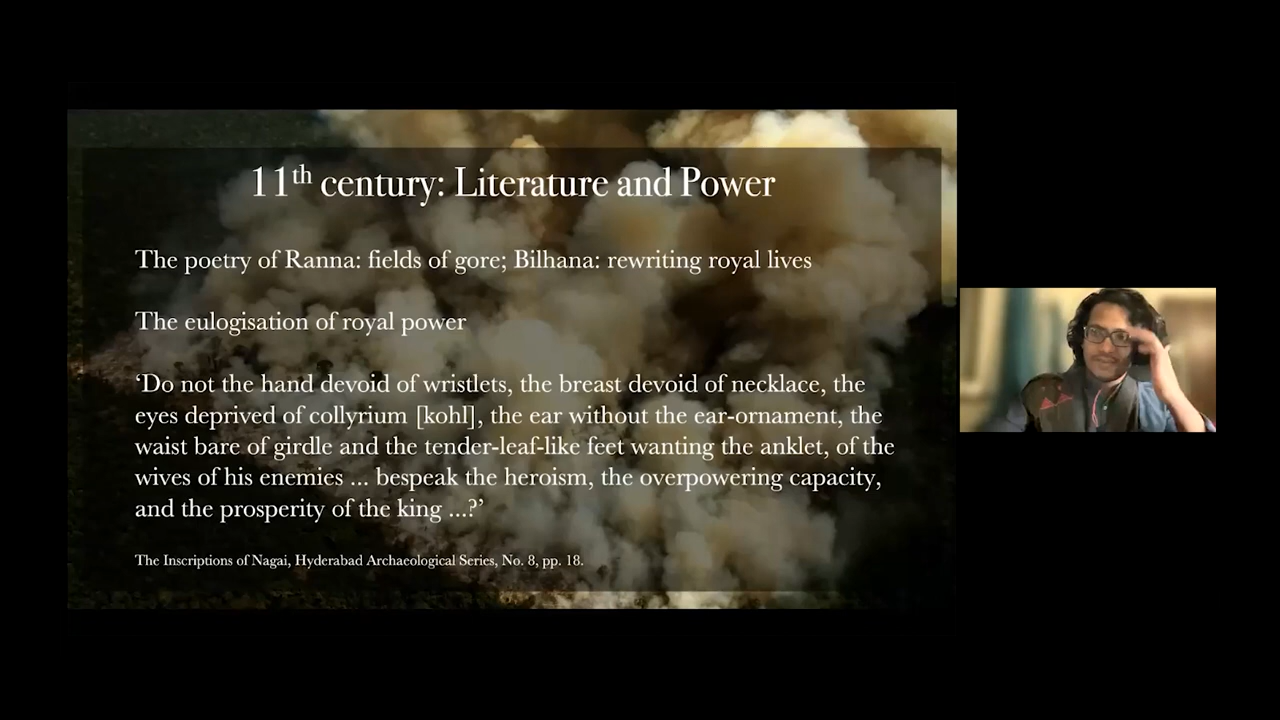 11th century: Literature and Power
The poetry of Ranna: fields of gore; Bilhana: rewriting royal lives
The eulogisation of royal power
‘Do not the hand devoid of wristlets, the breast devoid of necklace, the
eyes deprived of collyrium [kohl], the ear without the ear-ornament, the
waist bare of girdle and the tender-leaf-like feet wanting the anklet, of the
wives of his enemies ... bespeak the heroism, the overpowering capacity,
and the prosperity of the king ...?’
The Inscriptions of Nagai, Hyderabad Archaeological Series, No. 8, pp. 18.